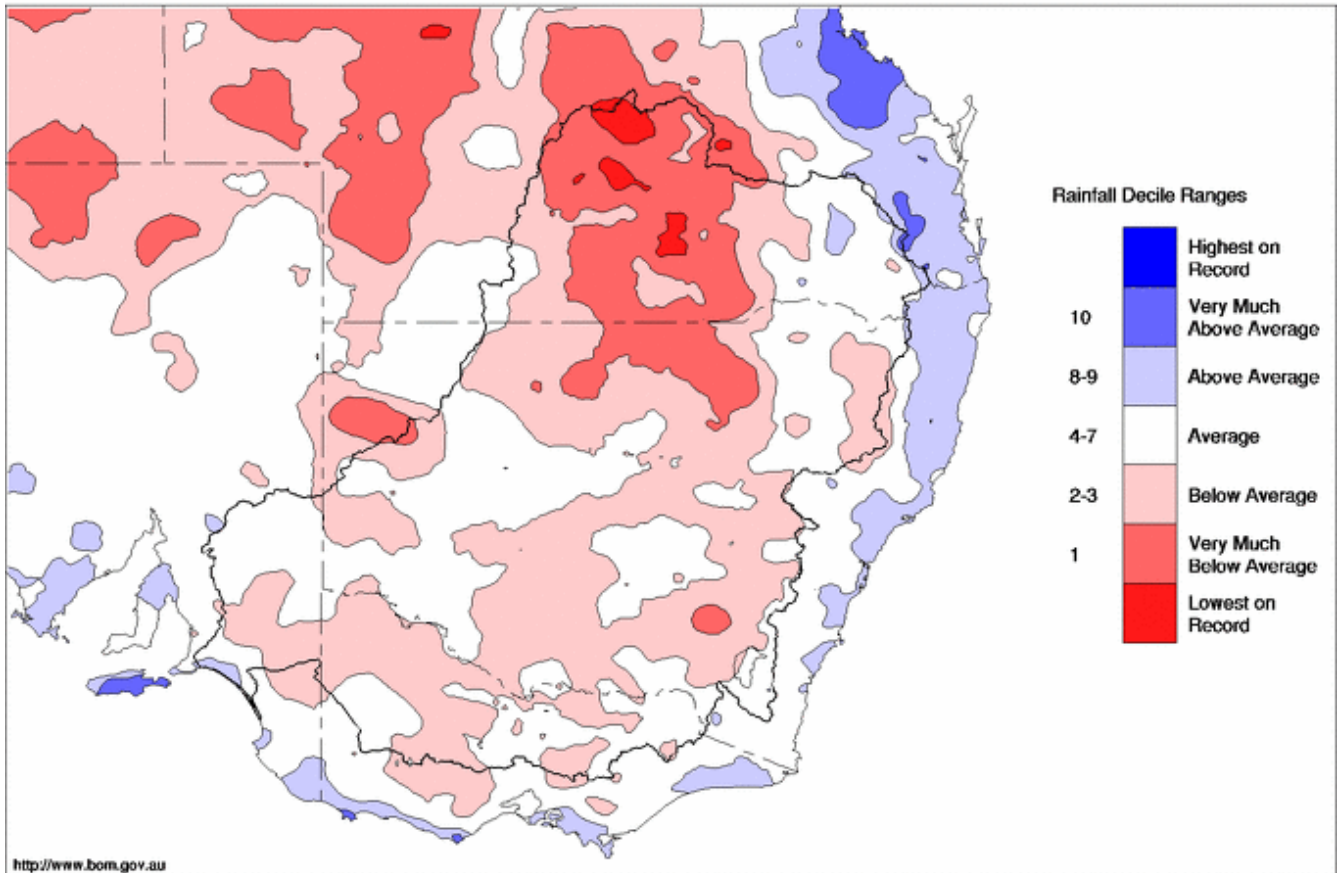 Rainfall Decile Ranges
Highest on
Record
10
Very Much
Above Average
8-9
Above Average
4-7
Average
2-3
Below Average
1
Very Much
Below Average
Lowest on
Record
http://www.bom.gov.au